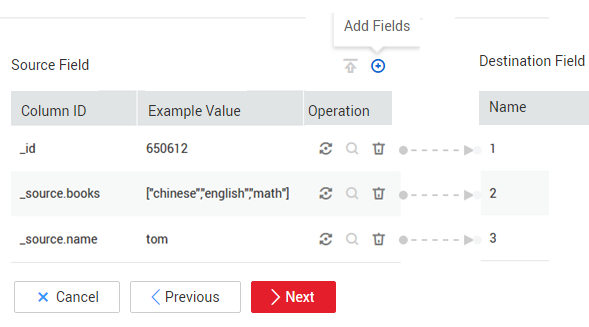 Add Fields
Source Field
Destination Field
Column ID Example Value Operation Name
_id 650612 1
_source.books ["chinese","english","math"] 2
_source.name tom 3
Cancel Previous Next